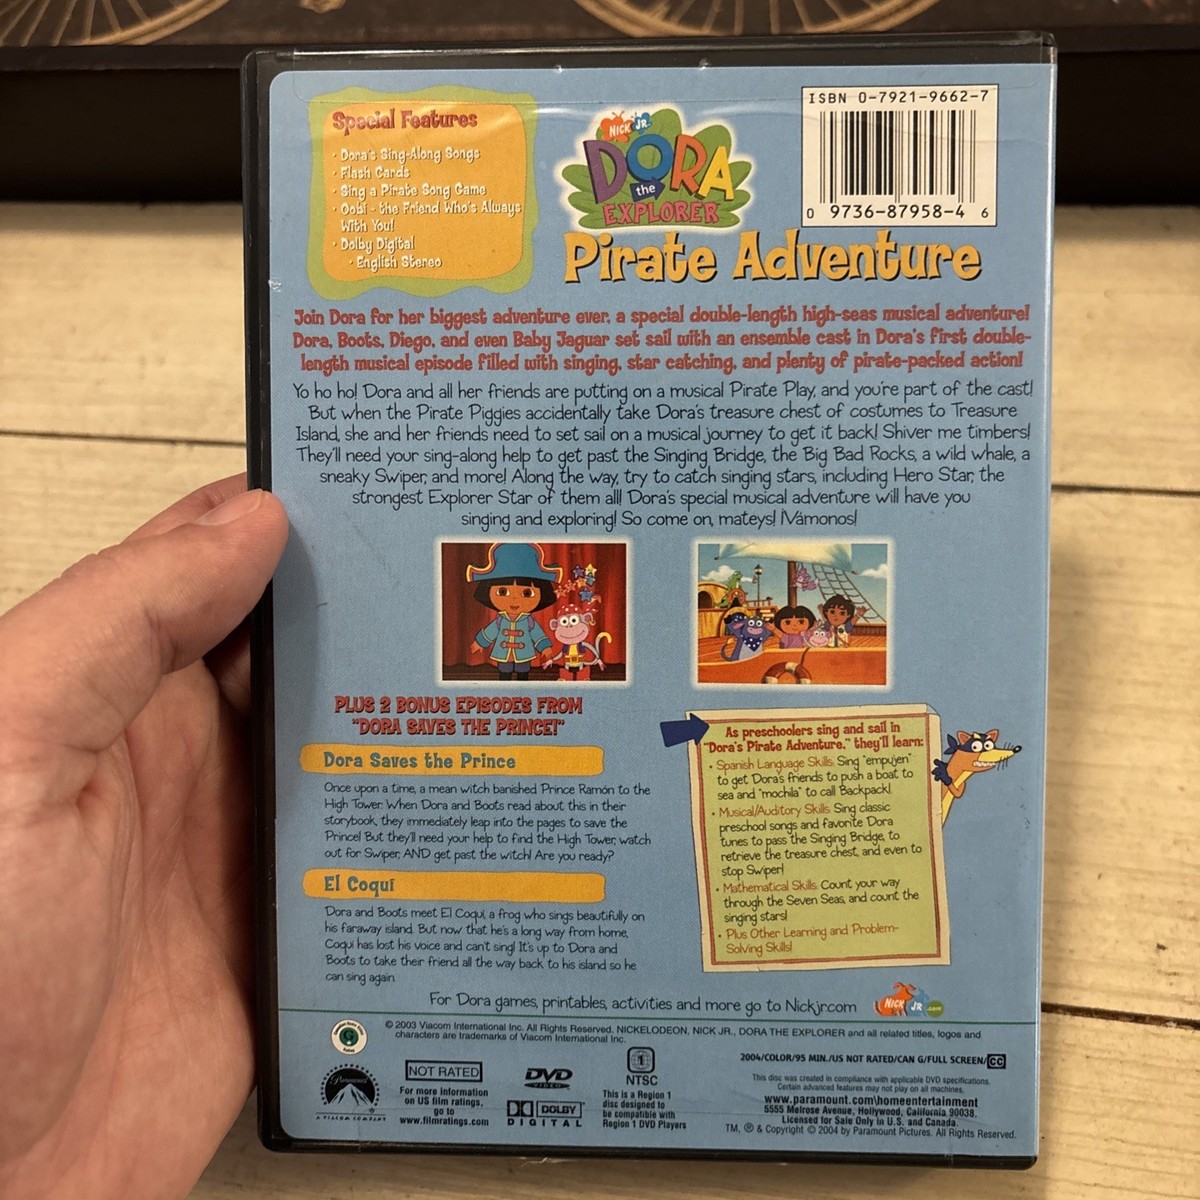 Special Features
· Dora's Sing-Along Songs
· Flash Cards
· Sing a Pirate Song Game
· Oobi - the Friend Who's Always
With You!
· Dolby Digital
· English Stereo
NICK JR.
DORA
the
EXPLORER
Pirate Adventure
ISBN 0-7921-9662-7
0 9736-87958-4 6
Join Dora for her biggest adventure ever, a special double-length high-seas musical adventure!
Dora, Boots, Diego, and even Baby Jaguar set sail with an ensemble cast in Dora's first double-
length musical episode filled with singing, star catching, and plenty of pirate-packed action!
Yo ho ho! Dora and all her friends are putting on a musical Pirate Play, and you're part of the cast!
But when the Pirate Piggies accidentally take Dora's treasure chest of costumes to Treasure
Island, she and her friends need to set sail on a musical journey to get it back! Shiver me timbers!
They'll need your sing-along help to get past the Singing Bridge, the Big Bad Rocks, a wild whale, a
sneaky Swiper, and more! Along the way, try to catch singing stars, including Hero Star, the
strongest Explorer Star of them all! Dora's special musical adventure will have you
singing and exploring! So come on, mateys! ¡Vámonos!
PLUS 2 BONUS EPISODES FROM
"DORA SAVES THE PRINCE!"
Dora Saves the Prince
Once upon a time, a mean witch banished Prince Ramón to the
High Tower. When Dora and Boots read about this in their
storybook, they immediately leap into the pages to save the
Prince! But they'll need your help to find the High Tower, watch
out for Swiper, AND get past the witch! Are you ready?
El Coquí
Dora and Boots meet El Coquí, a frog who sings beautifully on
his faraway island. But now that he's a long way from home,
Coquí has lost his voice and can't sing! It's up to Dora and
Boots to take their friend all the way back to his island so he
can sing again.
As preschoolers sing and sail in
"Dora's Pirate Adventure," they'll learn:
· Spanish Language Skills: Sing "empujen"
to get Dora's friends to push a boat to
sea and "mochila" to call Backpack!
· Musical/Auditory Skills: Sing classic
preschool songs and favorite Dora
tunes to pass the Singing Bridge, to
retrieve the treasure chest, and even to
stop Swiper!
· Mathematical Skills: Count your way
through the Seven Seas, and count the
singing stars!
· Plus Other Learning and Problem-
Solving Skills!
For Dora games, printables, activities and more go to Nickjr.com
NICK JR .com
© 2003 Viacom International Inc. All Rights Reserved. NICKELODEON, NICK JR., DORA THE EXPLORER and all related titles, logos and
characters are trademarks of Viacom International Inc.
Paramount
A VIACOM COMPANY
NOT RATED
For more information
on US film ratings,
go to
www.filmratings.com
DVD
VIDEO
DOLBY
DIGITAL
1
NTSC
This is a Region 1
disc designed to
be compatible with
Region 1 DVD Players
2004/COLOR/95 MIN./US NOT RATED/CAN G/FULL SCREEN/CC
This disc was created in compliance with applicable DVD specifications.
Certain advanced features may not play on all machines.
www.paramount.com\homeentertainment
5555 Melrose Avenue, Hollywood, California 90038.
Licensed for Sale Only in U.S. and Canada.
TM, ® & Copyright © 2004 by Paramount Pictures. All Rights Reserved.